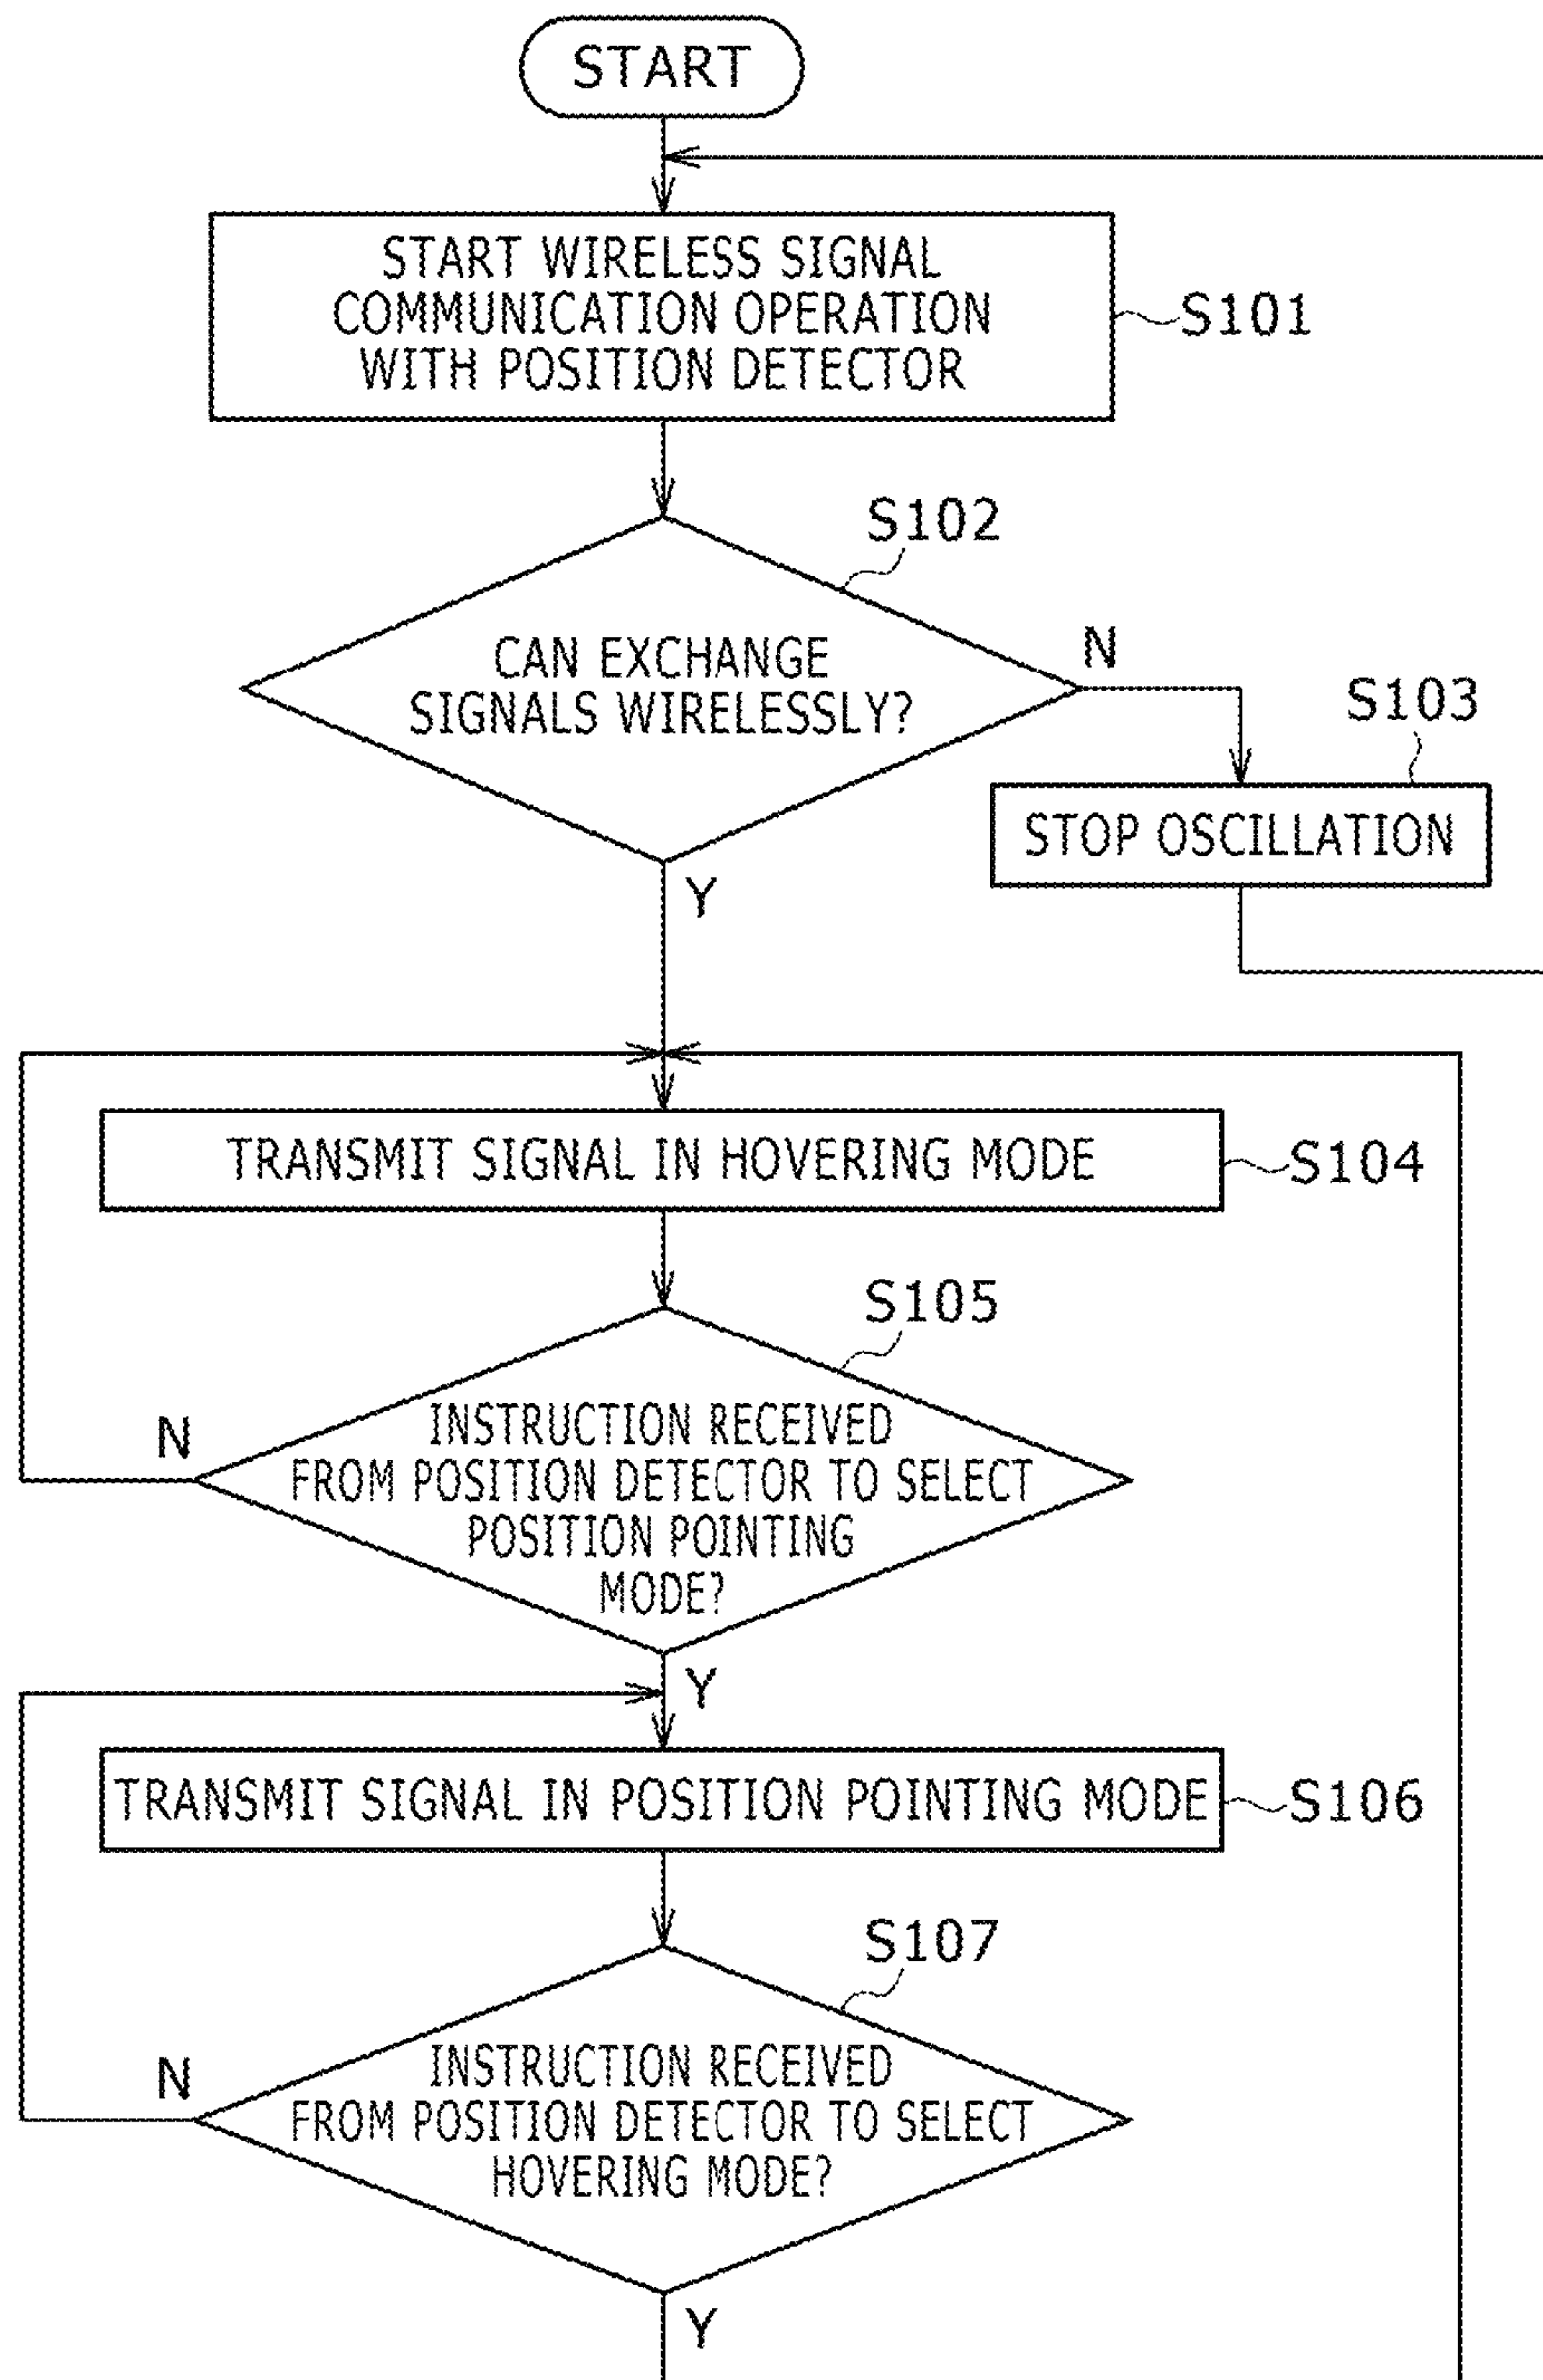 START
START WIRELESS SIGNAL
COMMUNICATION OPERATION
WITH POSITION DETECTOR
S101
S102
CAN EXCHANGE
SIGNALS WIRELESSLY?
N
S103
STOP OSCILLATION
Y
TRANSMIT SIGNAL IN HOVERING MODE
S104
S105
INSTRUCTION RECEIVED
FROM POSITION DETECTOR TO SELECT
POSITION POINTING
MODE?
N
Y
TRANSMIT SIGNAL IN POSITION POINTING MODE
S106
S107
INSTRUCTION RECEIVED
FROM POSITION DETECTOR TO SELECT
HOVERING MODE?
N
Y